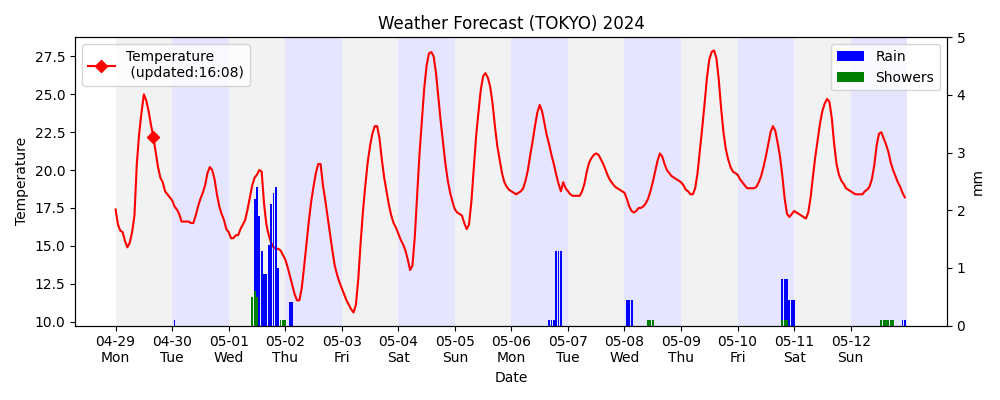 Weather Forecast (TOKYO) 2024
Temperature
(updated:16:08)
Rain
Showers
Temperature
27.5
25.0
22.5
20.0
17.5
15.0
12.5
10.0
5
4
3
2
1
0
mm
04-29 04-30 05-01 05-02 05-03 05-04 05-05 05-06 05-07 05-08 05-09 05-10 05-11 05-12
Mon Tue Wed Thu Fri Sat Sun Mon Tue Wed Thu Fri Sat Sun
Date